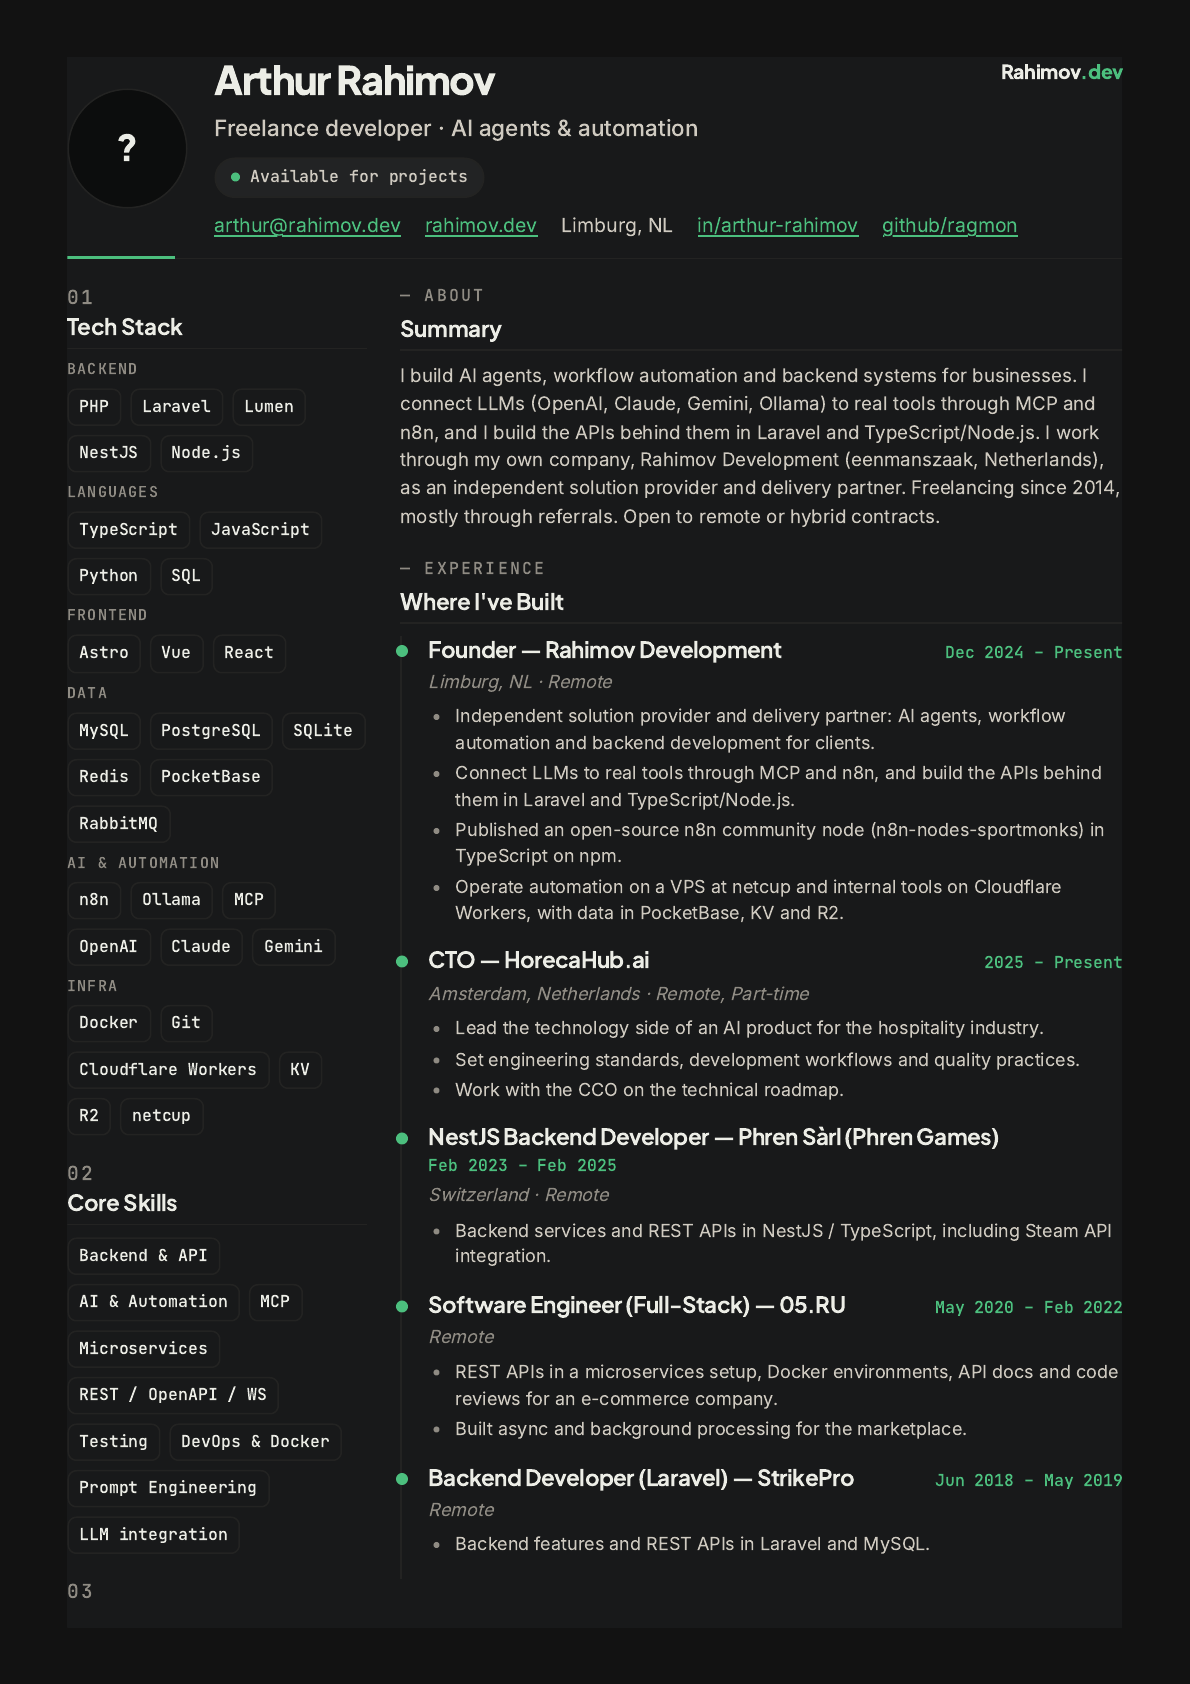 ?
Arthur Rahimov
Rahimov.dev
Freelance developer · AI agents & automation
Available for projects
arthur@rahimov.dev rahimov.dev Limburg, NL in/arthur-rahimov github/ragmon
01
Tech Stack
BACKEND
PHP Laravel Lumen
NestJS Node.js
LANGUAGES
TypeScript JavaScript
Python SQL
FRONTEND
Astro Vue React
DATA
MySQL PostgreSQL SQLite
Redis PocketBase
RabbitMQ
AI & AUTOMATION
n8n Ollama MCP
OpenAI Claude Gemini
INFRA
Docker Git
Cloudflare Workers KV
R2 netcup
02
Core Skills
Backend & API
AI & Automation MCP
Microservices
REST / OpenAPI / WS
Testing DevOps & Docker
Prompt Engineering
LLM integration
03
— ABOUT
Summary
I build AI agents, workflow automation and backend systems for businesses. I
connect LLMs (OpenAI, Claude, Gemini, Ollama) to real tools through MCP and
n8n, and I build the APIs behind them in Laravel and TypeScript/Node.js. I work
through my own company, Rahimov Development (eenmanszaak, Netherlands),
as an independent solution provider and delivery partner. Freelancing since 2014,
mostly through referrals. Open to remote or hybrid contracts.
— EXPERIENCE
Where I've Built
Founder — Rahimov Development Dec 2024 – Present
Limburg, NL · Remote
• Independent solution provider and delivery partner: AI agents, workflow
automation and backend development for clients.
• Connect LLMs to real tools through MCP and n8n, and build the APIs behind
them in Laravel and TypeScript/Node.js.
• Published an open-source n8n community node (n8n-nodes-sportmonks) in
TypeScript on npm.
• Operate automation on a VPS at netcup and internal tools on Cloudflare
Workers, with data in PocketBase, KV and R2.
CTO — HorecaHub.ai 2025 – Present
Amsterdam, Netherlands · Remote, Part-time
• Lead the technology side of an AI product for the hospitality industry.
• Set engineering standards, development workflows and quality practices.
• Work with the CCO on the technical roadmap.
NestJS Backend Developer — Phren Sàrl (Phren Games)
Feb 2023 – Feb 2025
Switzerland · Remote
• Backend services and REST APIs in NestJS / TypeScript, including Steam API
integration.
Software Engineer (Full-Stack) — 05.RU May 2020 – Feb 2022
Remote
• REST APIs in a microservices setup, Docker environments, API docs and code
reviews for an e-commerce company.
• Built async and background processing for the marketplace.
Backend Developer (Laravel) — StrikePro Jun 2018 – May 2019
Remote
• Backend features and REST APIs in Laravel and MySQL.